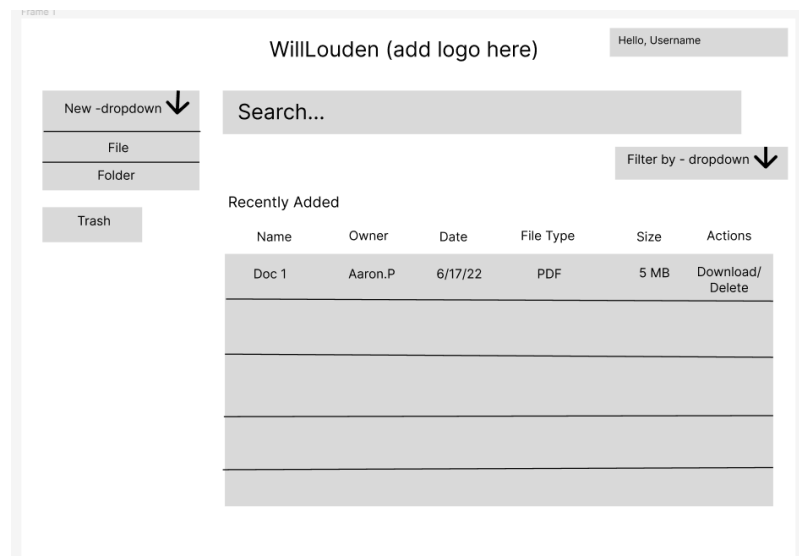 Frame 1
WillLouden (add logo here)
Hello, Username
New -dropdown
File
Folder
Trash
Search...
Filter by - dropdown
Recently Added
Name Owner Date File Type Size Actions
Doc 1 Aaron.P 6/17/22 PDF 5 MB Download/
Delete